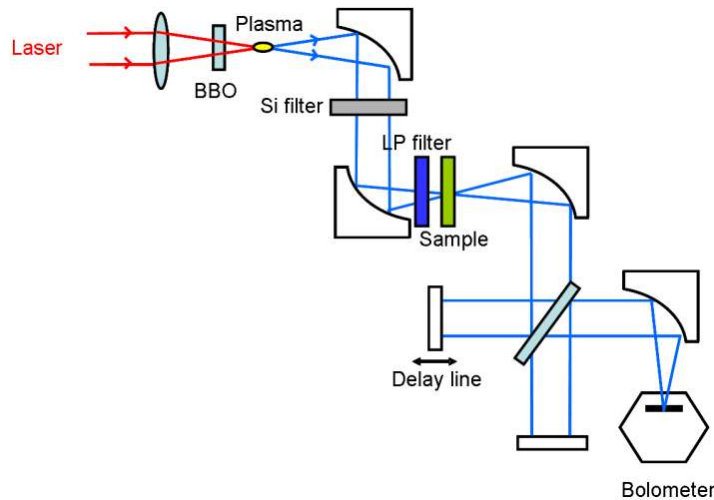 Plasma
Laser
BBO
Si filter
LP filter
Sample
Delay line
Bolometer